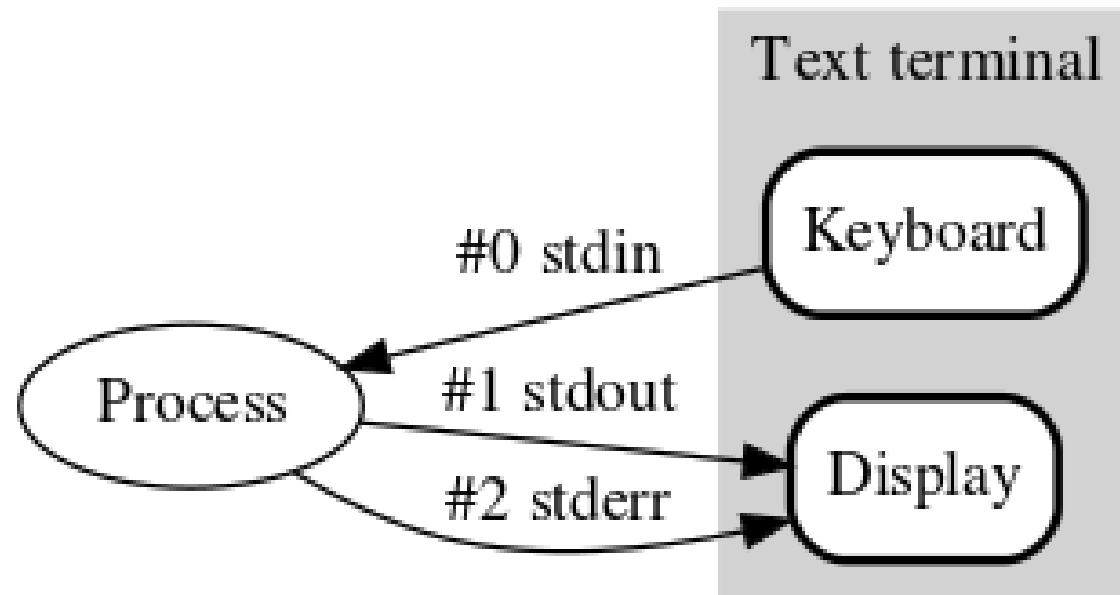 Text terminal
Keyboard
#0 stdin
Process
#1 stdout
Display
#2 stderr